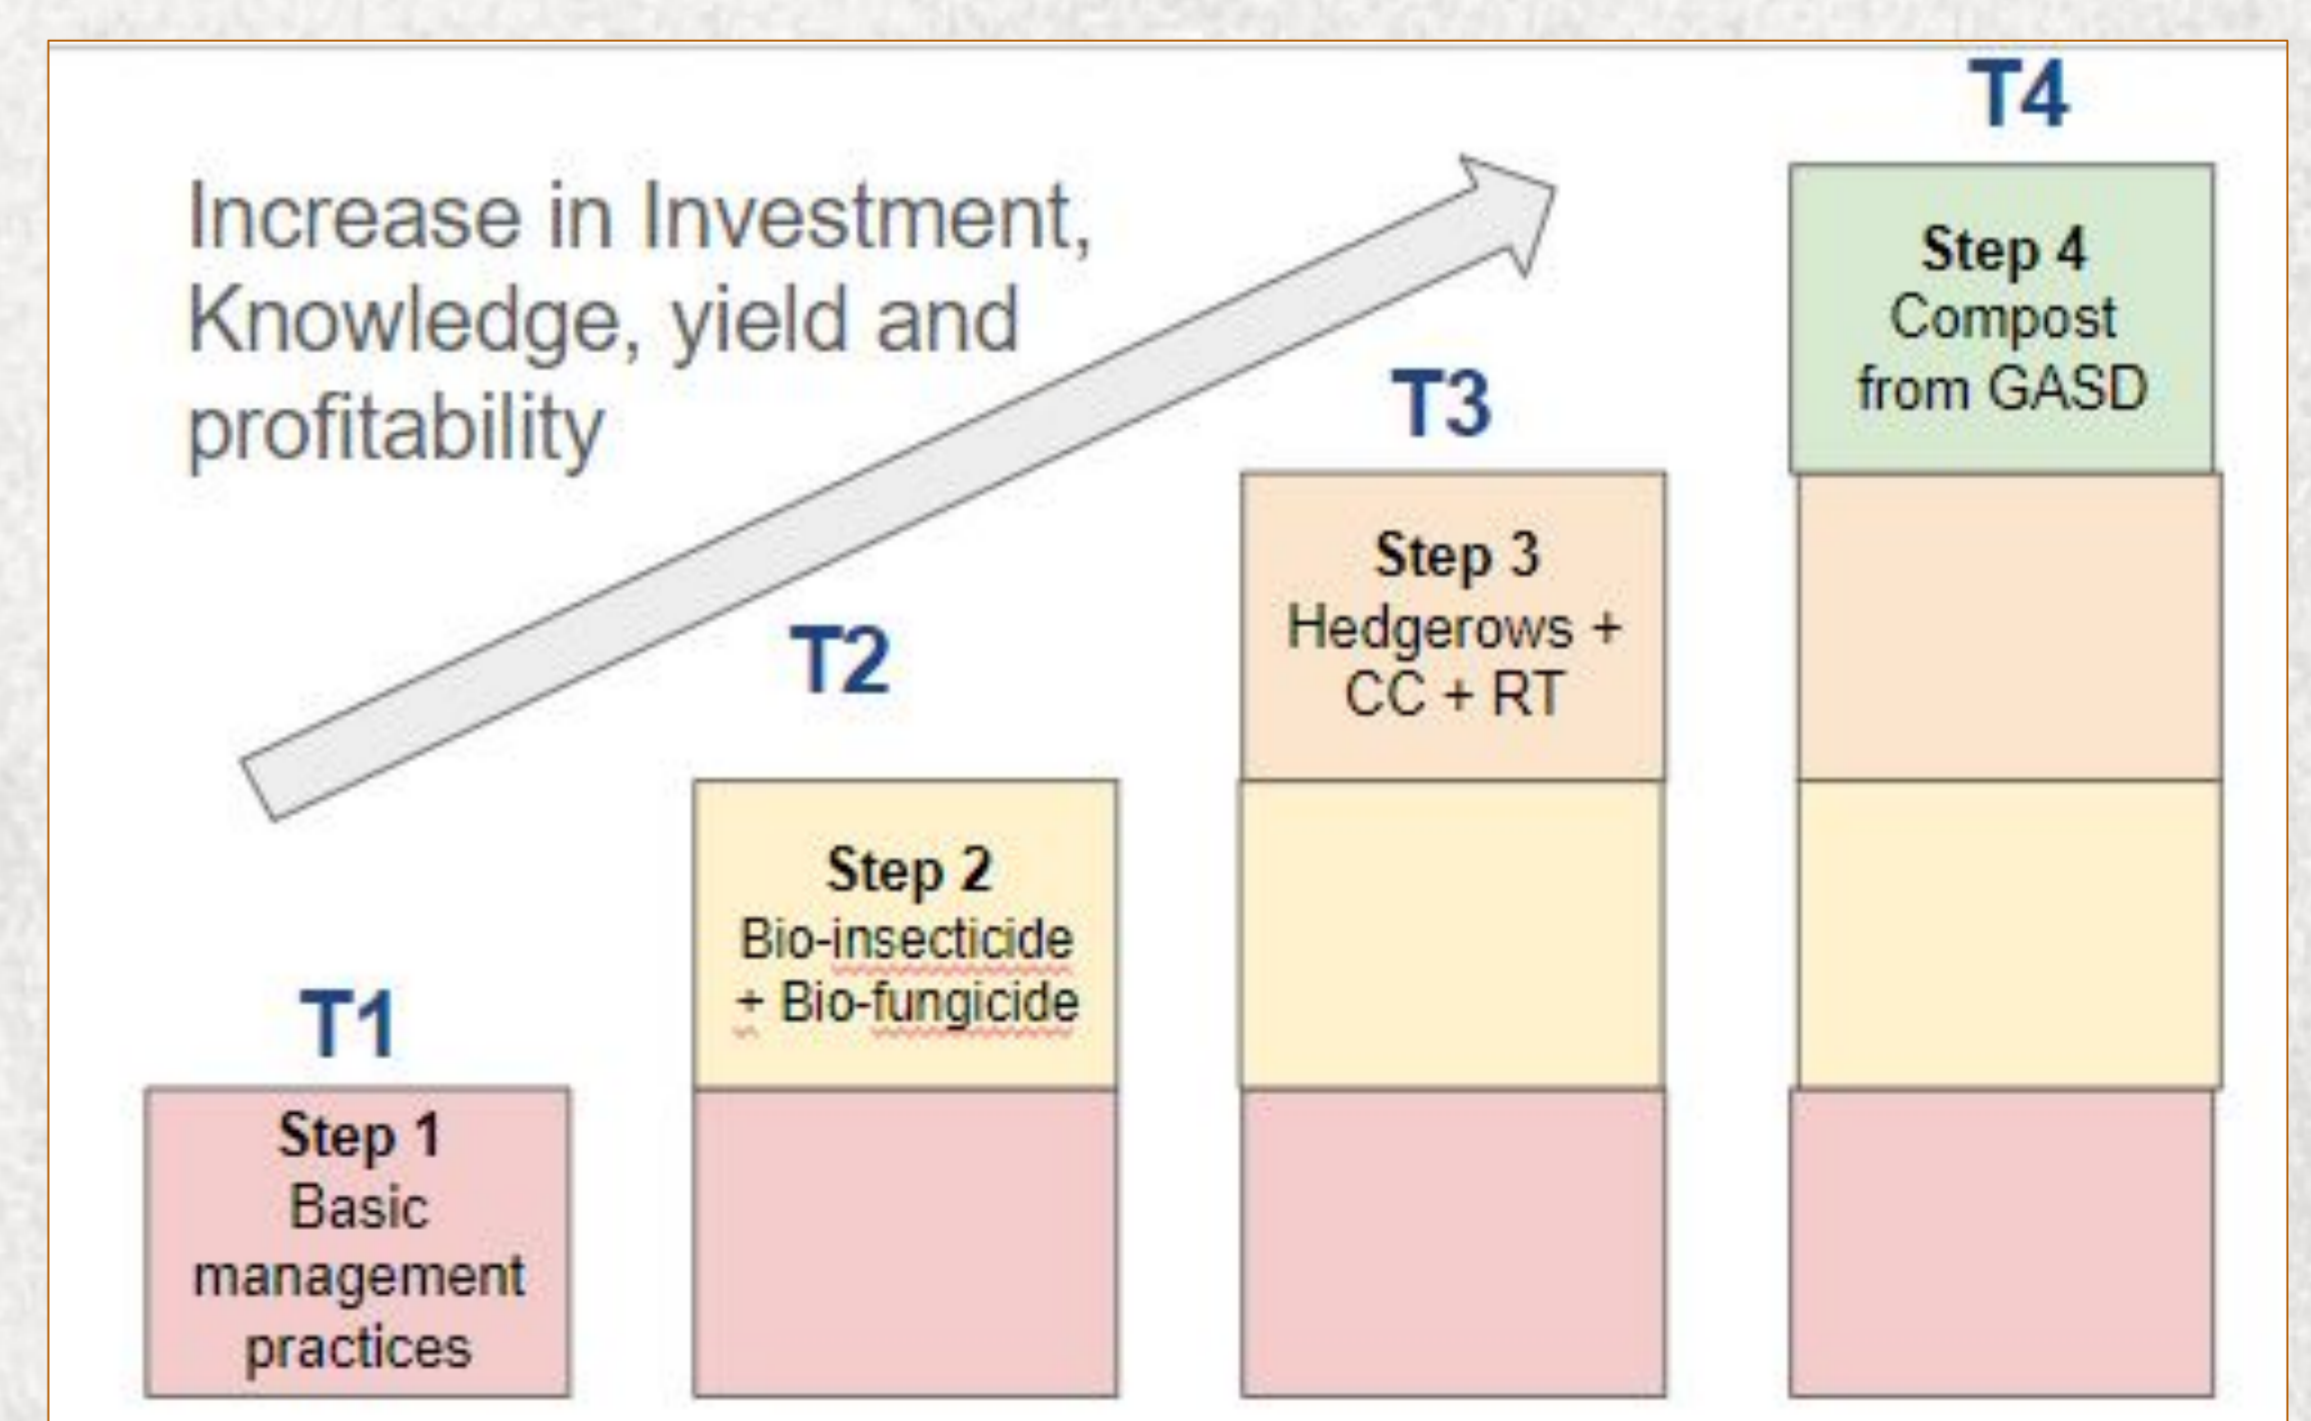 T4
Increase in Investment,
Knowledge, yield and
profitability
Step 4
Compost
from GASD
T3
Step 3
Hedgerows +
CC + RT
T2
Step 2
Bio-insecticide
+ Bio-fungicide
T1
Step 1
Basic
management
practices